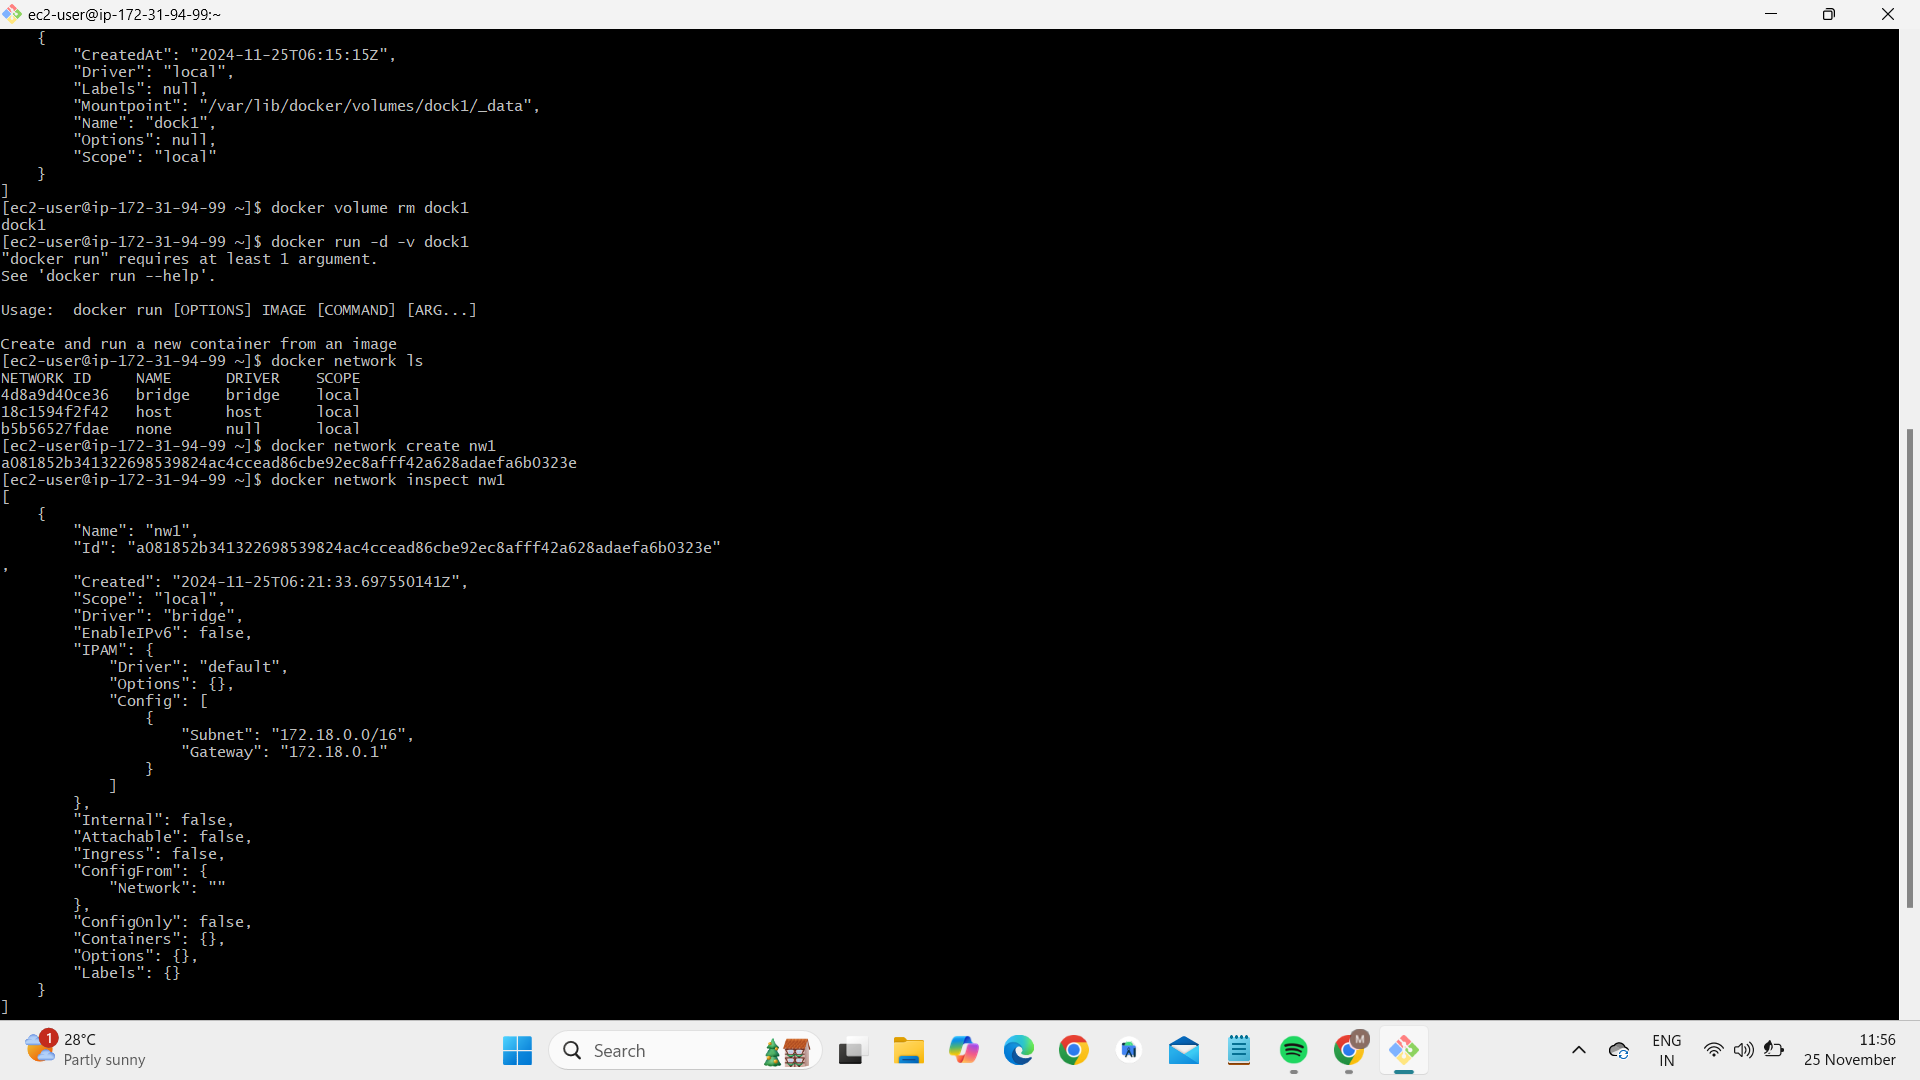 ec2-user@ip-172-31-94-99:~
    {
        "CreatedAt": "2024-11-25T06:15:15Z",
        "Driver": "local",
        "Labels": null,
        "Mountpoint": "/var/lib/docker/volumes/dock1/_data",
        "Name": "dock1",
        "Options": null,
        "Scope": "local"
    }
]
[ec2-user@ip-172-31-94-99 ~]$ docker volume rm dock1
dock1
[ec2-user@ip-172-31-94-99 ~]$ docker run -d -v dock1
"docker run" requires at least 1 argument.
See 'docker run --help'.

Usage:  docker run [OPTIONS] IMAGE [COMMAND] [ARG...]

Create and run a new container from an image
[ec2-user@ip-172-31-94-99 ~]$ docker network ls
NETWORK ID     NAME      DRIVER    SCOPE
4d8a9d40ce36   bridge    bridge    local
18c1594f2f42   host      host      local
b5b56527fdae   none      null      local
[ec2-user@ip-172-31-94-99 ~]$ docker network create nw1
a081852b341322698539824ac4ccead86cbe92ec8afff42a628adaefa6b0323e
[ec2-user@ip-172-31-94-99 ~]$ docker network inspect nw1
[
    {
        "Name": "nw1",
        "Id": "a081852b341322698539824ac4ccead86cbe92ec8afff42a628adaefa6b0323e"
,
        "Created": "2024-11-25T06:21:33.697550141Z",
        "Scope": "local",
        "Driver": "bridge",
        "EnableIPv6": false,
        "IPAM": {
            "Driver": "default",
            "Options": {},
            "Config": [
                {
                    "Subnet": "172.18.0.0/16",
                    "Gateway": "172.18.0.1"
                }
            ]
        },
        "Internal": false,
        "Attachable": false,
        "Ingress": false,
        "ConfigFrom": {
            "Network": ""
        },
        "ConfigOnly": false,
        "Containers": {},
        "Options": {},
        "Labels": {}
    }
]
1
28°C
Partly sunny
Search
M
ENG
IN
11:56
25 November